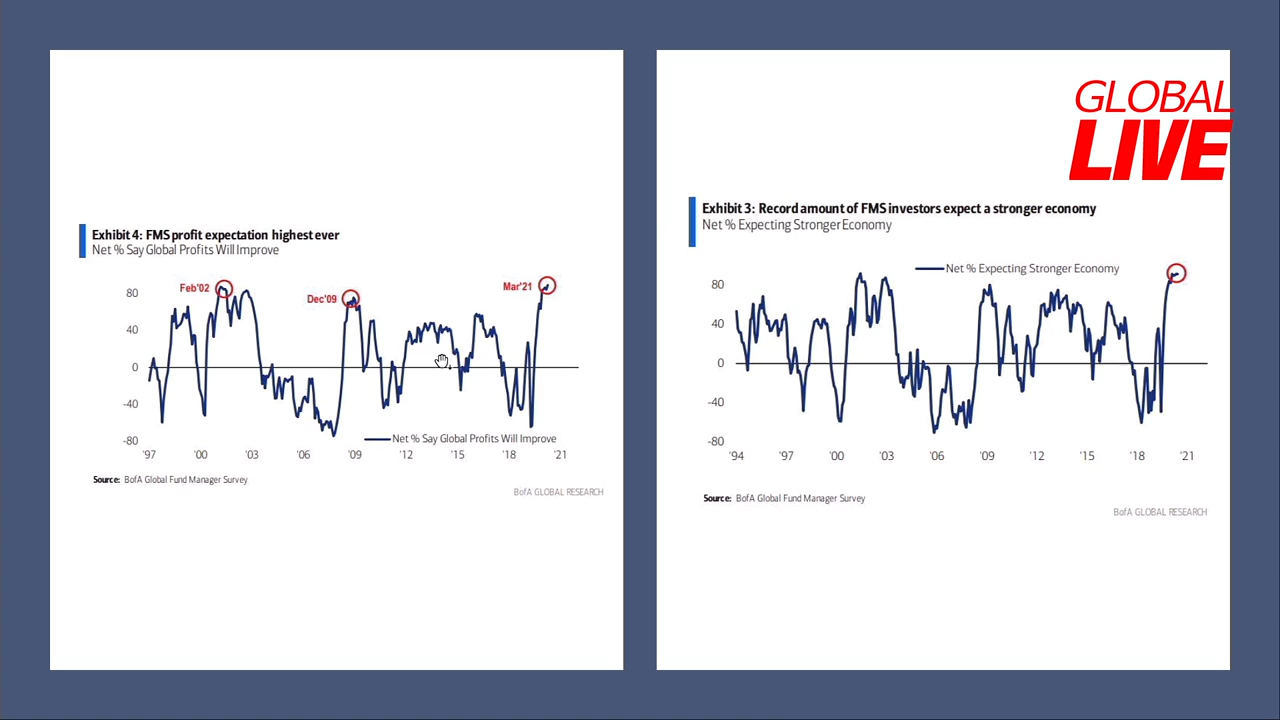 Exhibit 4: FMS profit expectation highest ever
Net % Say Global Profits Will Improve
Feb'02
Dec'09
Mar'21
80
40
0
-40
-80
Net % Say Global Profits Will Improve
'97 '00 '03 '06 '09 '12 '15 '18 '21
Source: BofA Global Fund Manager Survey
BofA GLOBAL RESEARCH
GLOBAL
LIVE
Exhibit 3: Record amount of FMS investors expect a stronger economy
Net % Expecting Stronger Economy
Net % Expecting Stronger Economy
80
40
0
-40
-80
'94 '97 '00 '03 '06 '09 '12 '15 '18 '21
Source: BofA Global Fund Manager Survey
BofA GLOBAL RESEARCH